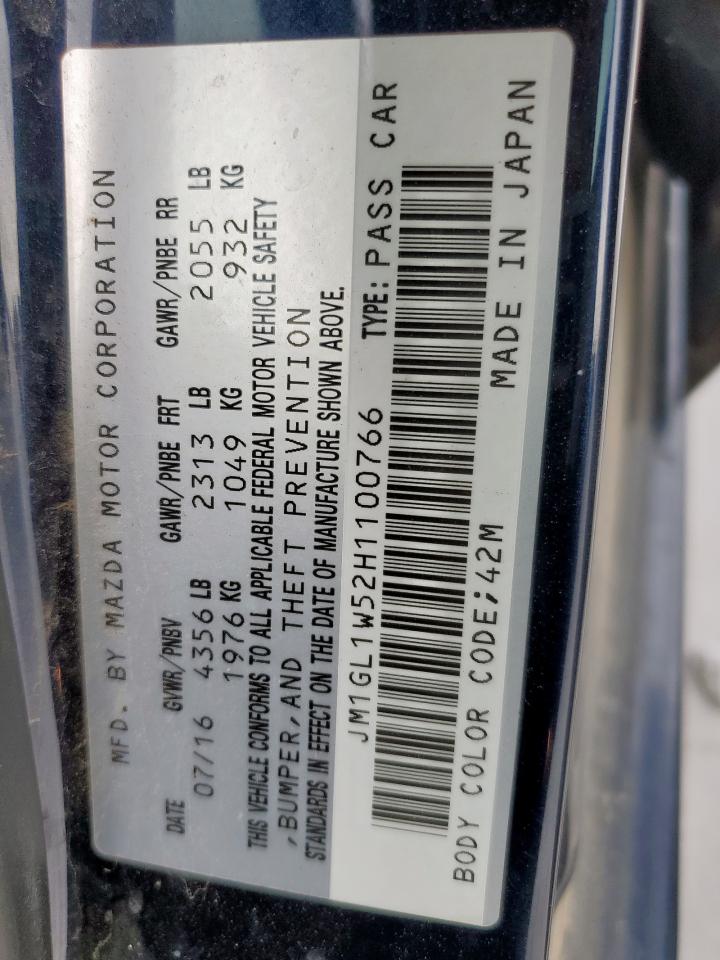 MFD. BY MAZDA MOTOR CORPORATION
DATE GVWR/PNBV GAWR/PNBE FRT GAWR/PNBE RR
07/16 4356 LB 2313 LB 2055 LB
1976 KG 1049 KG 932 KG
THIS VEHICLE CONFORMS TO ALL APPLICABLE FEDERAL MOTOR VEHICLE SAFETY
,BUMPER,AND THEFT PREVENTION
STANDARDS IN EFFECT ON THE DATE OF MANUFACTURE SHOWN ABOVE.
JM1GL1W52H1100766 TYPE: PASS CAR
BODY COLOR CODE;42M MADE IN JAPAN